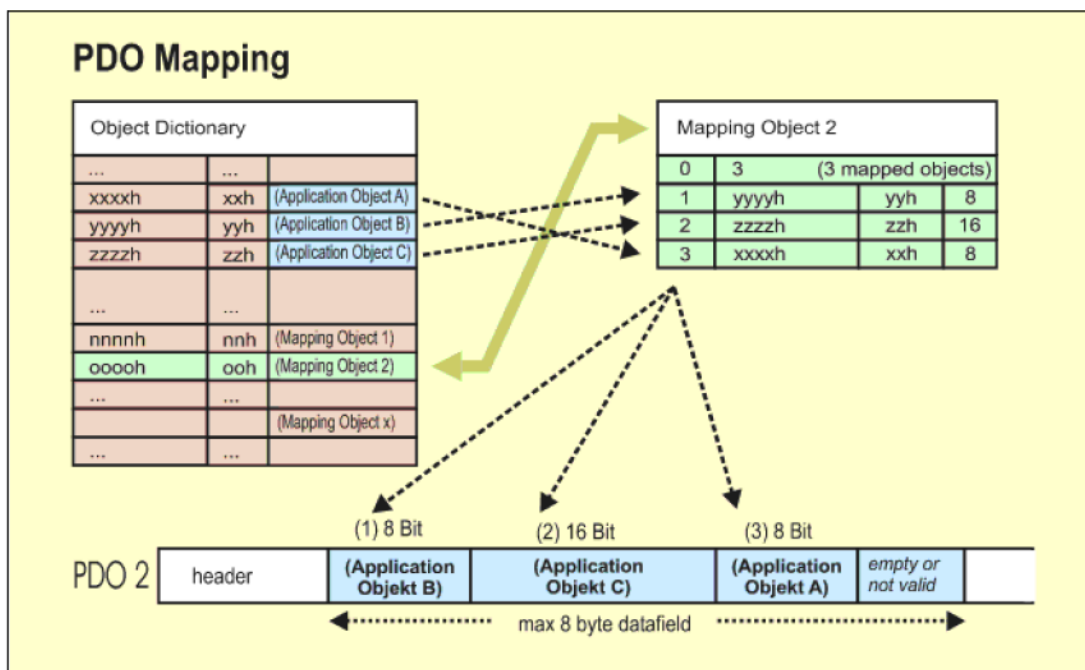 PDO Mapping
Object Dictionary
... ...
xxxxh xxh (Application Object A)
yyyyh yyh (Application Object B)
zzzzh zzh (Application Object C)
... ...
nnnnh nnh (Mapping Object 1)
ooooh ooh (Mapping Object 2)
... ...
(Mapping Object x)
... ...
Mapping Object 2
0 3 (3 mapped objects)
1 yyyyh yyh 8
2 zzzzh zzh 16
3 xxxxh xxh 8
(1) 8 Bit (2) 16 Bit (3) 8 Bit
PDO 2
header
(Application
Objekt B)
(Application
Objekt C)
(Application
Objekt A)
empty or
not valid
max 8 byte datafield